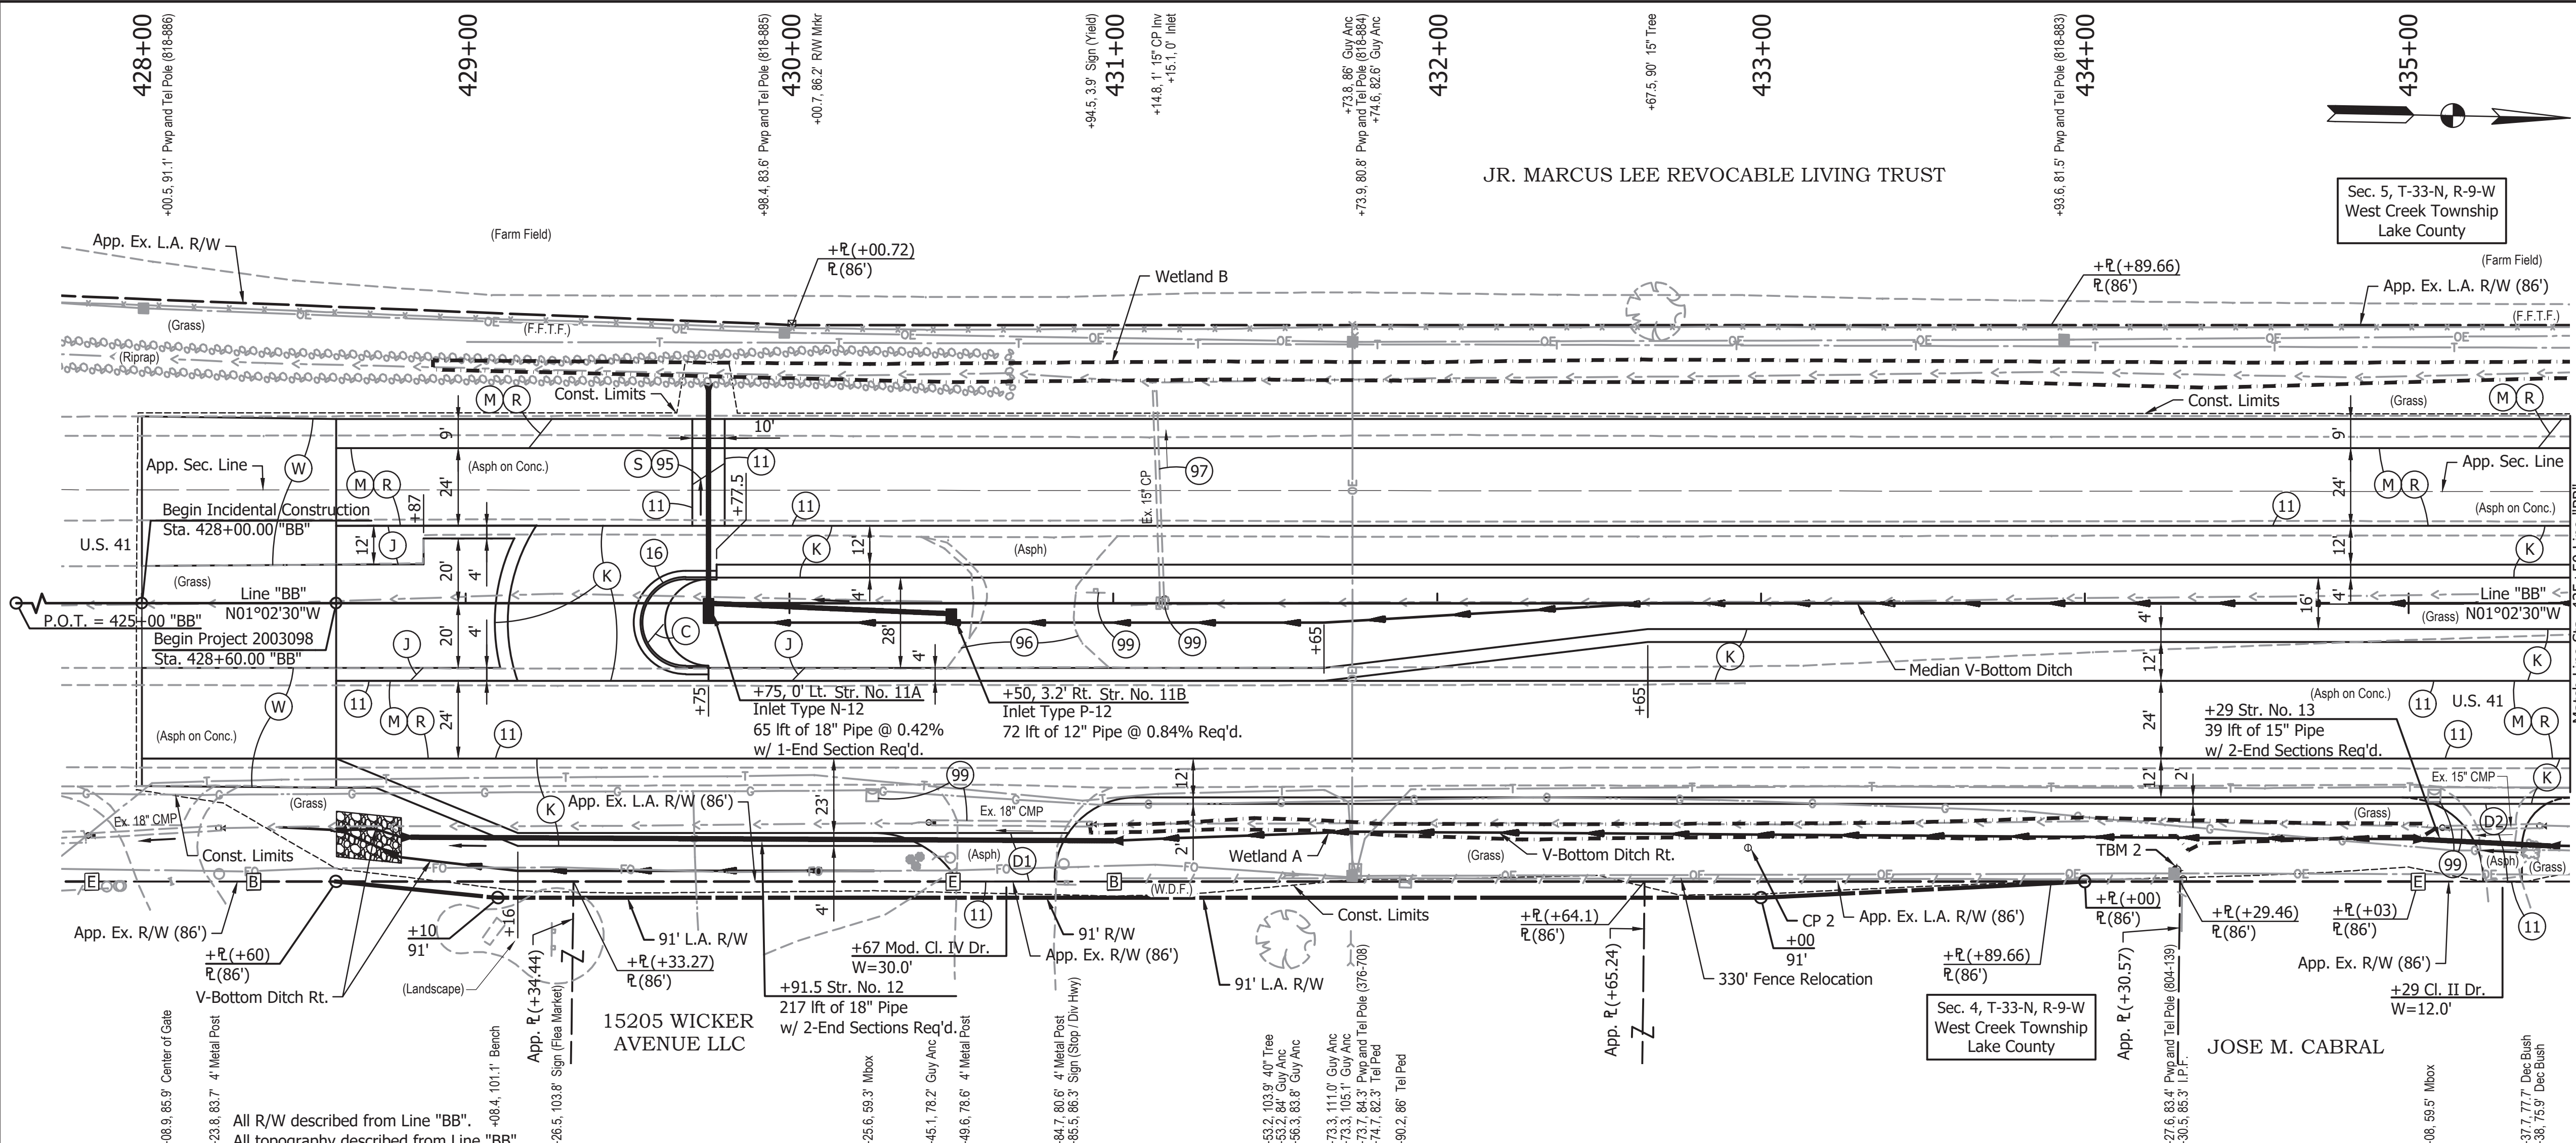 428+00
+00.5, 91.1' Pwp and Tel Pole (818-886)
429+00
+98.4, 83.6' Pwp and Tel Pole (818-885)
430+00
+00.7, 86.2' R/W Mrkr
+94.5, 3.9' Sign (Yield)
431+00
+14.8, 1' 15" CP Inv
+15.1, 0' Inlet
+73.8, 86' Guy Anc
+73.9, 80.8' Pwp and Tel Pole (818-884)
+74.6, 82.6' Guy Anc
432+00
+67.5, 90' 15" Tree
433+00
+93.6, 81.5' Pwp and Tel Pole (818-883)
434+00
435+00
JR. MARCUS LEE REVOCABLE LIVING TRUST
Sec. 5, T-33-N, R-9-W
West Creek Township
Lake County
App. Ex. L.A. R/W
(Farm Field)
+℄(+00.72)
℄(86')
Wetland B
+℄(+89.66)
℄(86')
(Farm Field)
App. Ex. L.A. R/W (86')
(Grass)
(F.F.T.F.)
(F.F.T.F.)
(Riprap)
M R
Const. Limits
Const. Limits
(Grass)
M R
9'
10'
9'
App. Sec. Line
W
M R
24'
(Asph on Conc.)
+87
S 95
11
11
+77.5
11
Ex. 15" CP
97
11
24'
M R
App. Sec. Line
(Asph on Conc.)
Begin Incidental Construction
Sta. 428+00.00 "BB"
U.S. 41
12'
J
20'
4'
K
16
12'
K
(Asph)
12'
K
(Grass)
Line "BB"
N01°02'30"W
P.O.T. = 425+00 "BB"
Begin Project 2003098
Sta. 428+60.00 "BB"
20'
4'
J
C
4'
28'
4'
J
96
99
99
+65
16'
4'
4'
12'
K
Line "BB"
(Grass) N01°02'30"W
Median V-Bottom Ditch
K
W
11
M R
24'
11
(Asph on Conc.)
+75
+75, 0' Lt. Str. No. 11A
Inlet Type N-12
65 lft of 18" Pipe @ 0.42%
w/ 1-End Section Req'd.
+50, 3.2' Rt. Str. No. 11B
Inlet Type P-12
72 lft of 12" Pipe @ 0.84% Req'd.
+65
24'
(Asph on Conc.)
11
U.S. 41
M R
11
+29 Str. No. 13
39 lft of 15" Pipe
w/ 2-End Sections Req'd.
(Grass)
K
App. Ex. L.A. R/W (86')
23'
99
Ex. 18" CMP
12'
12'
2'
Ex. 15" CMP
K
Ex. 18" CMP
Const. Limits
(Asph)
D1
2'
Wetland A
(Grass)
V-Bottom Ditch Rt.
(Grass)
TBM 2
D2
99
(Asph)
(Grass)
E
B
E
B
(W.D.F.)
E
App. Ex. R/W (86')
+10
91'
+16
4'
11
Const. Limits
+℄(+60)
℄(86')
V-Bottom Ditch Rt.
(Landscape)
App. ℄(+34.44)
+℄(+33.27)
℄(86')
91' L.A. R/W
+67 Mod. Cl. IV Dr.
W=30.0'
91' R/W
App. Ex. R/W (86')
91' L.A. R/W
+91.5 Str. No. 12
217 lft of 18" Pipe
w/ 2-End Sections Req'd.
15205 WICKER
AVENUE LLC
+℄(+64.1)
℄(86')
App. ℄(+65.24)
+00
91'
CP 2
App. Ex. L.A. R/W (86')
330' Fence Relocation
+℄(+89.66)
℄(86')
+℄(+00)
℄(86')
+℄(+29.46)
℄(86')
+℄(+03)
℄(86')
App. Ex. R/W (86')
11
+29 Cl. II Dr.
W=12.0'
App. ℄(+30.57)
Sec. 4, T-33-N, R-9-W
West Creek Township
Lake County
JOSE M. CABRAL
08.9, 85.9' Center of Gate
23.8, 83.7' 4' Metal Post
+08.4, 101.1' Bench
26.5, 103.8' Sign (Flea Market)
25.6, 59.3' Mbox
45.1, 78.2' Guy Anc
49.6, 78.6' 4' Metal Post
84.7, 80.6' 4' Metal Post
85.5, 86.3' Sign (Stop / Div Hwy)
53.2, 103.9' 40" Tree
53.2, 84' Guy Anc
56.3, 83.8' Guy Anc
73.3, 111.0' Guy Anc
73.3, 105.1' Guy Anc
73.7, 84.3' Pwp and Tel Pole (376-708)
74.7, 82.3' Tel Ped
90.2, 86' Tel Ped
27.6, 83.4' Pwp and Tel Pole (804-139)
30.5, 85.3' I.P.F.
08, 59.5' Mbox
37.7, 77.7' Dec Bush
38, 75.9' Dec Bush
All R/W described from Line "BB".
All topography described from Line "BB"